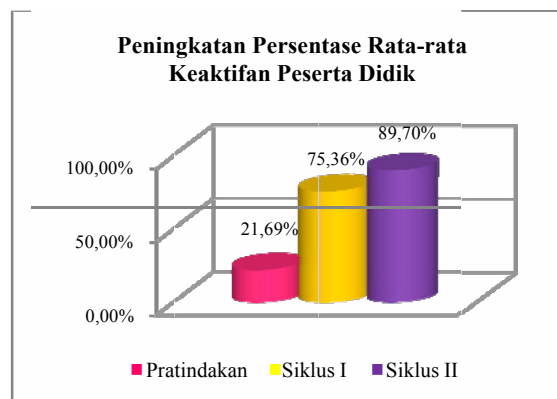 Peningkatan Persentase Rata-rata
Keaktifan Peserta Didik
89,70%
75,36%
100,00%
21,69%
50,00%
0,00%
Pratindakan Siklus I Siklus II